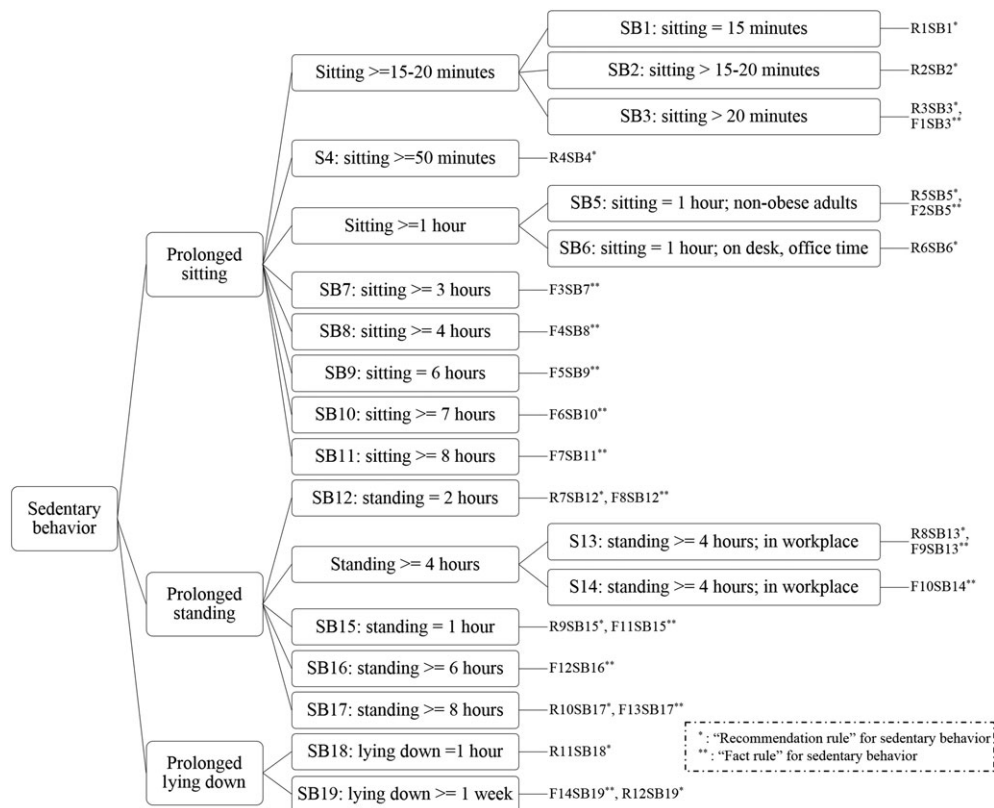 SB1: sitting = 15 minutes
R1SB1*
Sitting >=15-20 minutes
SB2: sitting > 15-20 minutes
R2SB2*
SB3: sitting > 20 minutes
R3SB3*,
F1SB3**
S4: sitting >=50 minutes
R4SB4*
Sitting >=1 hour
SB5: sitting = 1 hour; non-obese adults
R5SB5*,
F2SB5**
SB6: sitting = 1 hour; on desk, office time
R6SB6*
Prolonged
sitting
SB7: sitting >= 3 hours
F3SB7**
SB8: sitting >= 4 hours
F4SB8**
SB9: sitting = 6 hours
F5SB9**
SB10: sitting >= 7 hours
F6SB10**
SB11: sitting >= 8 hours
F7SB11**
Sedentary
behavior
SB12: standing = 2 hours
R7SB12*, F8SB12**
Standing >= 4 hours
S13: standing >= 4 hours; in workplace
R8SB13*,
F9SB13**
S14: standing >= 4 hours; in workplace
F10SB14**
Prolonged
standing
SB15: standing = 1 hour
R9SB15*, F11SB15**
SB16: standing >= 6 hours
F12SB16**
SB17: standing >= 8 hours
R10SB17*, F13SB17**
Prolonged
lying down
SB18: lying down =1 hour
R11SB18*
SB19: lying down >= 1 week
F14SB19**, R12SB19*
* : “Recommendation rule” for sedentary behavior
** : “Fact rule” for sedentary behavior